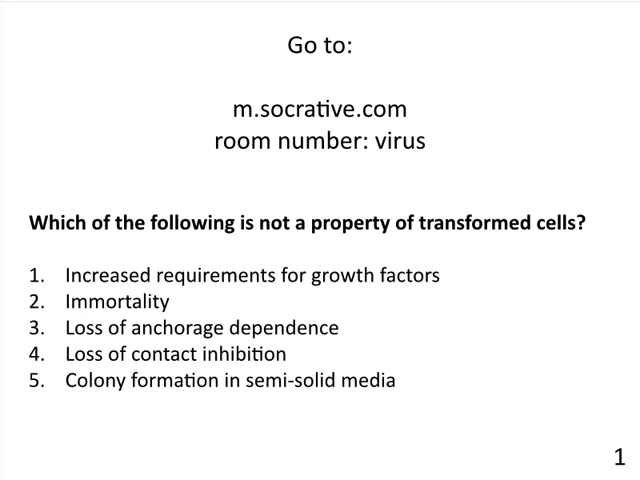 Go to:
m.socrative.com
room number: virus
Which of the following is not a property of transformed cells?
1. Increased requirements for growth factors
2. Immortality
3. Loss of anchorage dependence
4. Loss of contact inhibition
5. Colony formation in semi-solid media
1